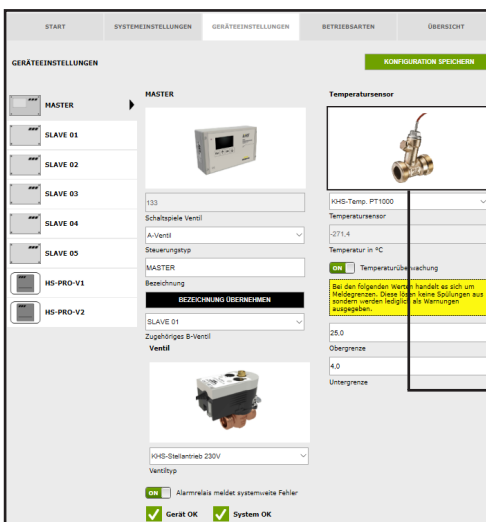 START SYSTEMEINSTELLUNGEN GERÄTEEINSTELLUNGEN BETRIEBSARTEN ÜBERSICHT
GERÄTEEINSTELLUNGEN
KONFIGURATION SPEICHERN
MASTER
SLAVE 01
SLAVE 02
SLAVE 03
SLAVE 04
SLAVE 05
HS-PRO-V1
HS-PRO-V2
MASTER
133
Schaltspiele Ventil
A-Ventil
Steuerungstyp
MASTER
Bezeichnung
BEZEICHNUNG ÜBERNEHMEN
SLAVE 01
Zugehöriges B-Ventil
Ventil
KHS-Stellantrieb 230V
Ventiltyp
ON Alarmrelais meldet systemweite Fehler
Gerät OK System OK
Temperatursensor
KHS-Temp. PT1000
Temperatursensor
-271.4
Temperatur in °C
ON Temperaturüberwachung
Bei den folgenden Werten handelt es sich um
Meldegrenzen. Diese lösen keine Spülungen aus
sondern werden lediglich als Warnungen
ausgegeben.
25,0
Obergrenze
4,0
Untergrenze